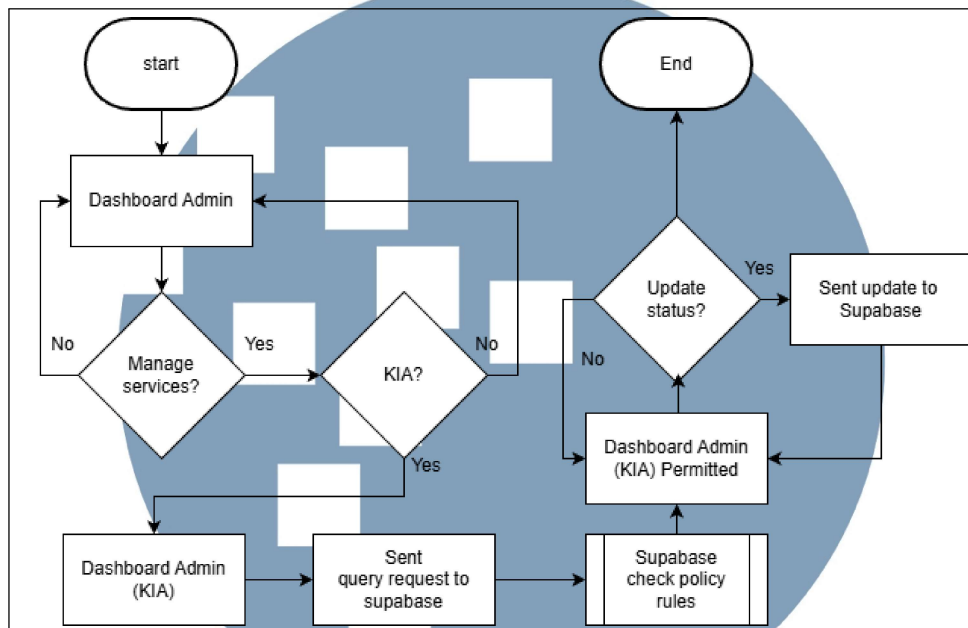 start
End
Dashboard Admin
Manage
services?
No
Yes
KIA?
No
Yes
Dashboard Admin
(KIA)
Sent
query request to
supabase
Supabase
check policy
rules
Dashboard Admin
(KIA) Permitted
Update
status?
No
Yes
Sent update to
Supabase